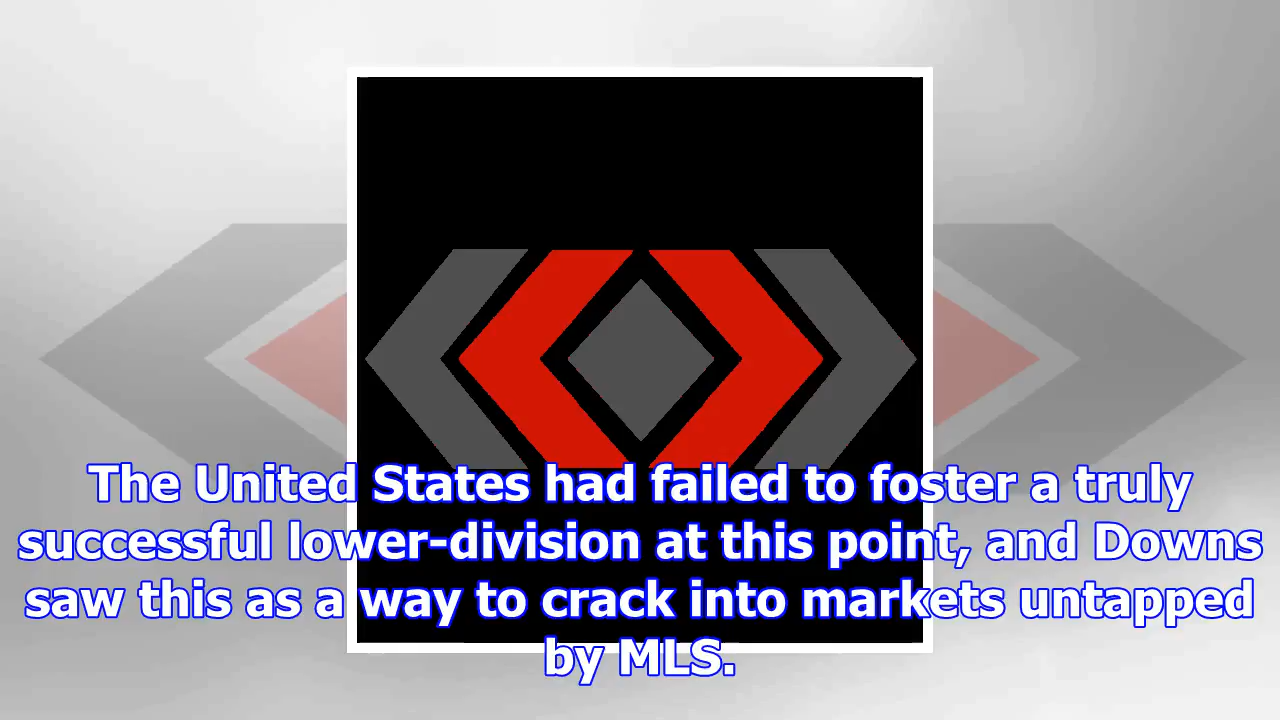 The United States had failed to foster a truly
successful lower-division at this point, and Downs
saw this as a way to crack into markets untapped
by MLS.